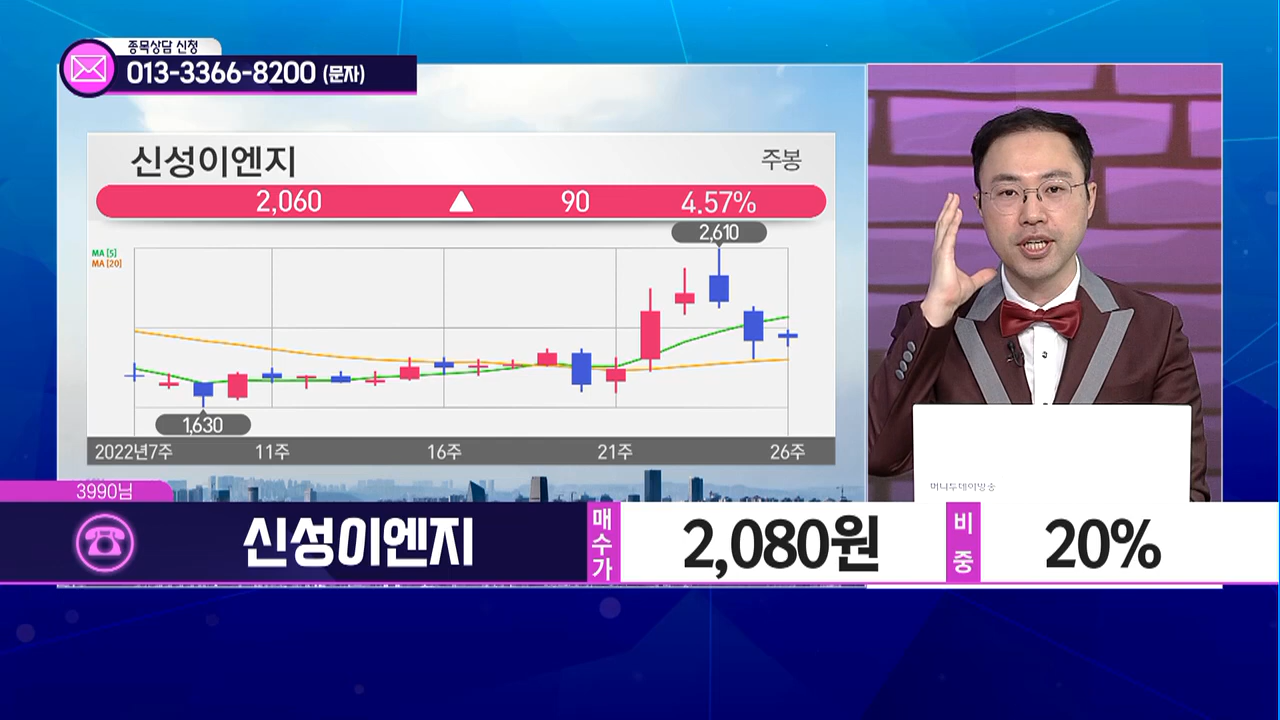 종목상담 신청
013-3366-8200 (문자)
신성이엔지
주봉
2,060 ▲ 90 4.57%
2,610
MA [5]
MA [20]
1,630
2022년7주 11주 16주 21주 26주
머니투데이방송
3990님
신성이엔지
매수가
2,080원
비중
20%